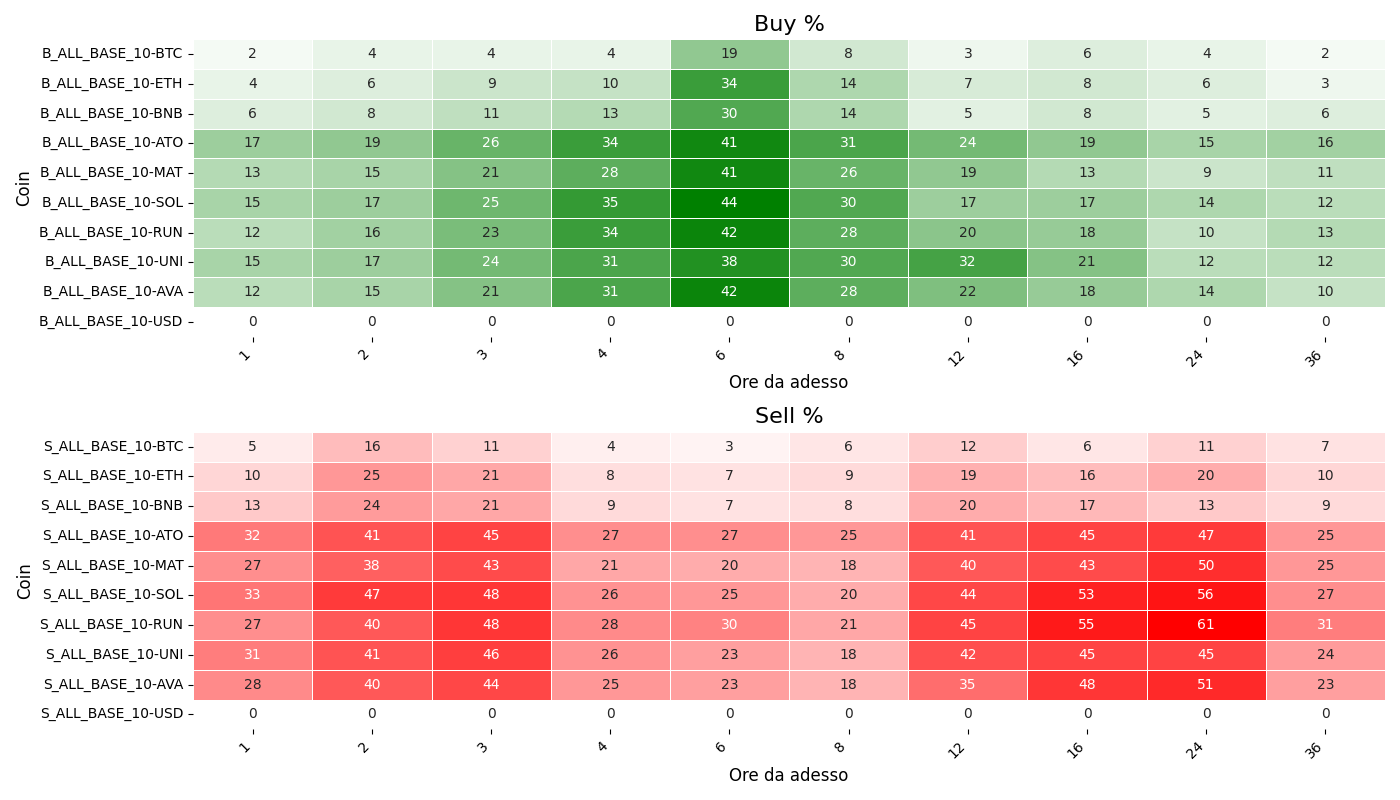 Buy %
Coin
B_ALL_BASE_10-BTC 2 4 4 4 19 8 3 6 4 2
B_ALL_BASE_10-ETH 4 6 9 10 34 14 7 8 6 3
B_ALL_BASE_10-BNB 6 8 11 13 30 14 5 8 5 6
B_ALL_BASE_10-ATO 17 19 26 34 41 31 24 19 15 16
B_ALL_BASE_10-MAT 13 15 21 28 41 26 19 13 9 11
B_ALL_BASE_10-SOL 15 17 25 35 44 30 17 17 14 12
B_ALL_BASE_10-RUN 12 16 23 34 42 28 20 18 10 13
B_ALL_BASE_10-UNI 15 17 24 31 38 30 32 21 12 12
B_ALL_BASE_10-AVA 12 15 21 31 42 28 22 18 14 10
B_ALL_BASE_10-USD 0 0 0 0 0 0 0 0 0 0
1 2 3 4 6 8 12 16 24 36
Ore da adesso
Sell %
Coin
S_ALL_BASE_10-BTC 5 16 11 4 3 6 12 6 11 7
S_ALL_BASE_10-ETH 10 25 21 8 7 9 19 16 20 10
S_ALL_BASE_10-BNB 13 24 21 9 7 8 20 17 13 9
S_ALL_BASE_10-ATO 32 41 45 27 27 25 41 45 47 25
S_ALL_BASE_10-MAT 27 38 43 21 20 18 40 43 50 25
S_ALL_BASE_10-SOL 33 47 48 26 25 20 44 53 56 27
S_ALL_BASE_10-RUN 27 40 48 28 30 21 45 55 61 31
S_ALL_BASE_10-UNI 31 41 46 26 23 18 42 45 45 24
S_ALL_BASE_10-AVA 28 40 44 25 23 18 35 48 51 23
S_ALL_BASE_10-USD 0 0 0 0 0 0 0 0 0 0
1 2 3 4 6 8 12 16 24 36
Ore da adesso